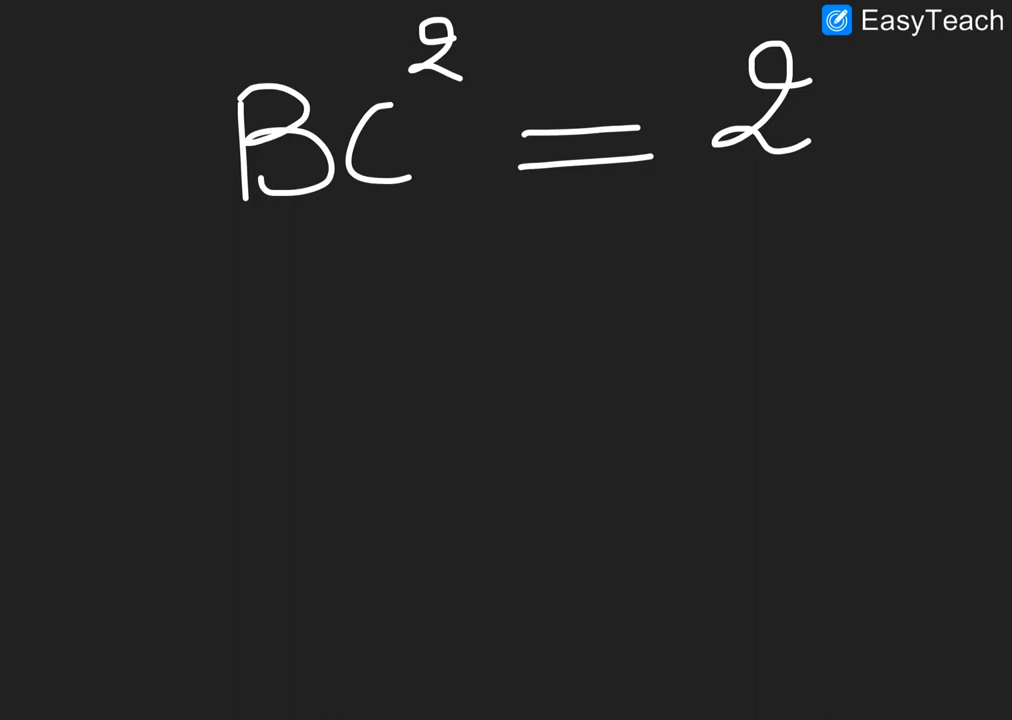 EasyTeach
BC² = 2